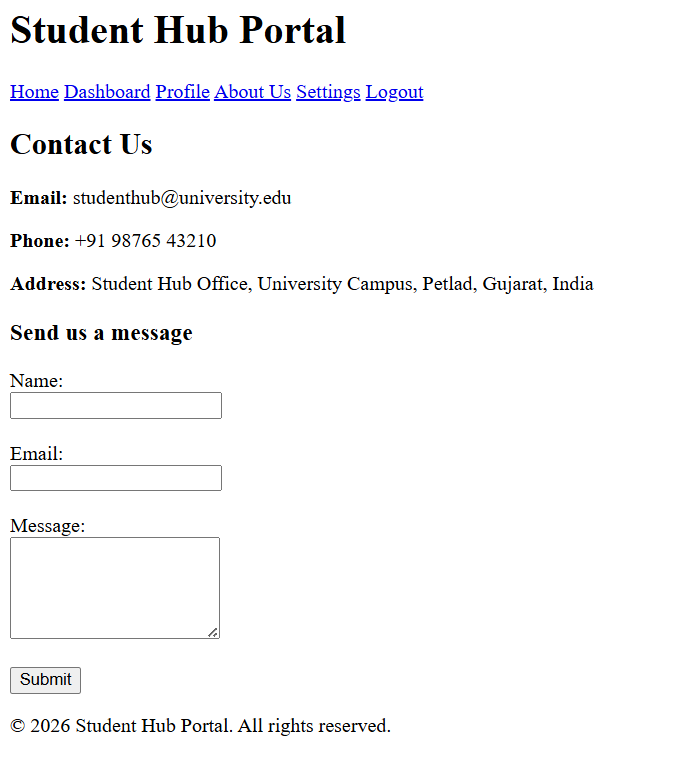 Student Hub Portal
Home Dashboard Profile About Us Settings Logout
Contact Us
Email: studenthub@university.edu
Phone: +91 98765 43210
Address: Student Hub Office, University Campus, Petlad, Gujarat, India
Send us a message
Name:
Email:
Message:
Submit
© 2026 Student Hub Portal. All rights reserved.